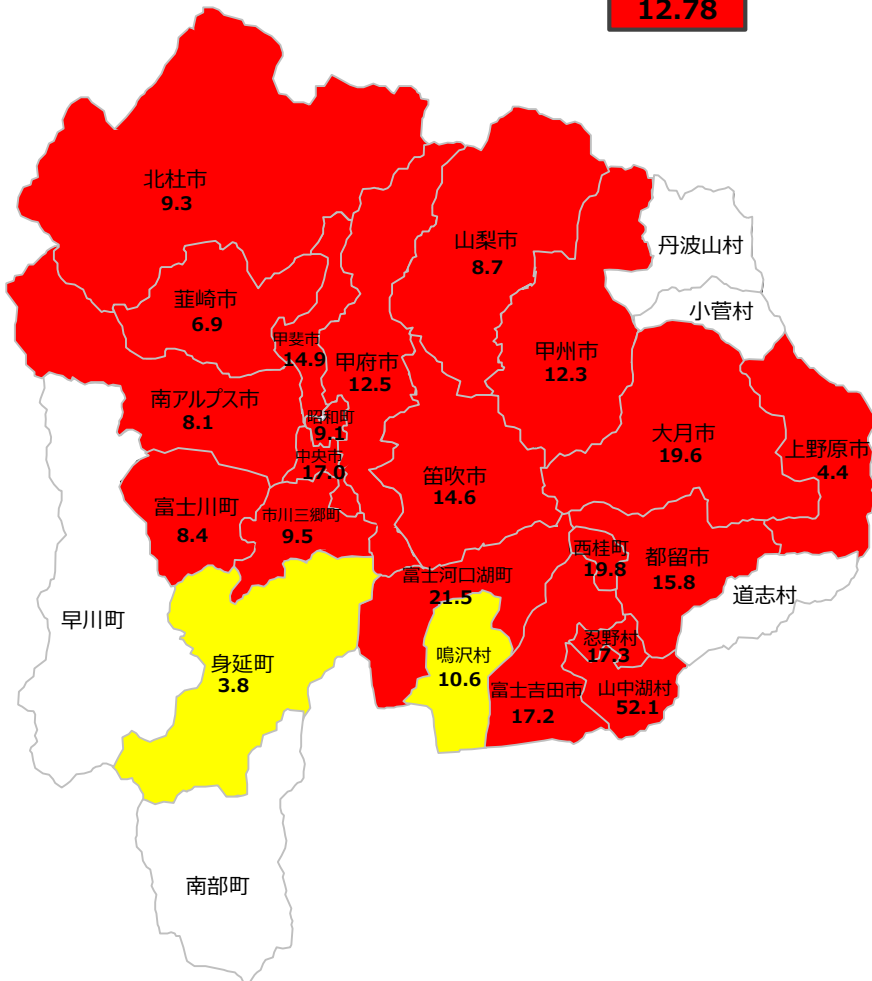 12.78
北杜市
9.3
山梨市
8.7
丹波山村
小菅村
韮崎市
6.9
甲斐市
14.9
甲府市
12.5
甲州市
12.3
南アルプス市
8.1
昭和町
9.1
中央市
17.0
笛吹市
14.6
大月市
19.6
上野原市
4.4
富士川町
8.4
市川三郷町
9.5
西桂町
19.8
都留市
15.8
富士河口湖町
21.5
道志村
早川町
忍野村
17.3
身延町
3.8
鳴沢村
10.6
富士吉田市
17.2
山中湖村
52.1
南部町